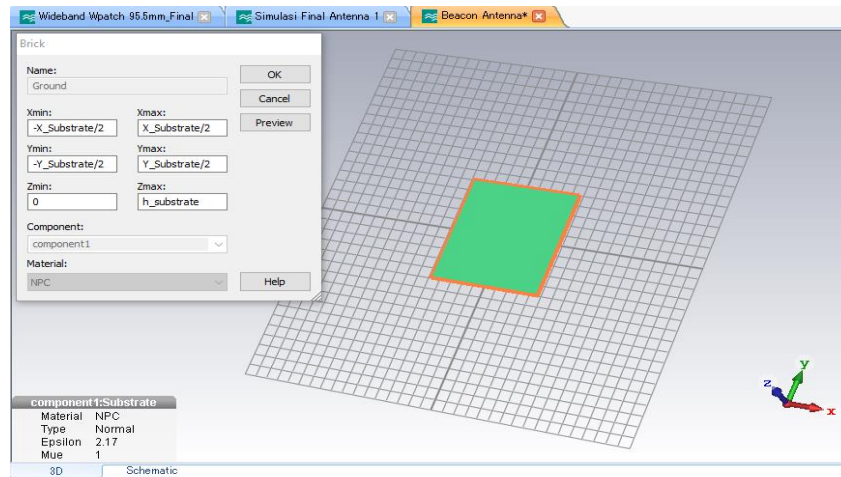 Wideband Wpatch 95.5mm_Final
Simulasi Final Antenna 1
Beacon Antenna*
Brick
Name:
Ground
OK
Cancel
Preview
Xmin:
Xmax:
-X_Substrate/2
X_Substrate/2
Ymin:
Ymax:
-Y_Substrate/2
Y_Substrate/2
Zmin:
Zmax:
0
h_substrate
Component:
component1
Material:
NPC
Help
component1:Substrate
Material NPC
Type Normal
Epsilon 2.17
Mue 1
y
z
x
3D
Schematic